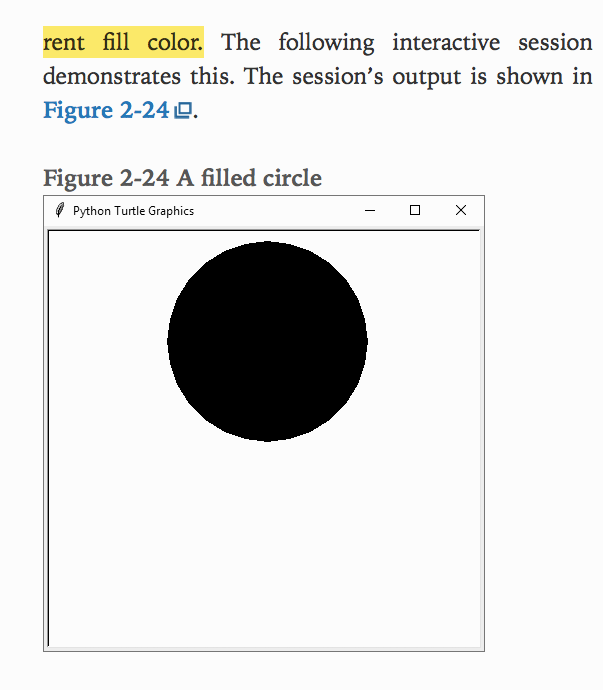 rent fill color. The following interactive session
demonstrates this. The session’s output is shown in
Figure 2-24.
Figure 2-24 A filled circle
Python Turtle Graphics